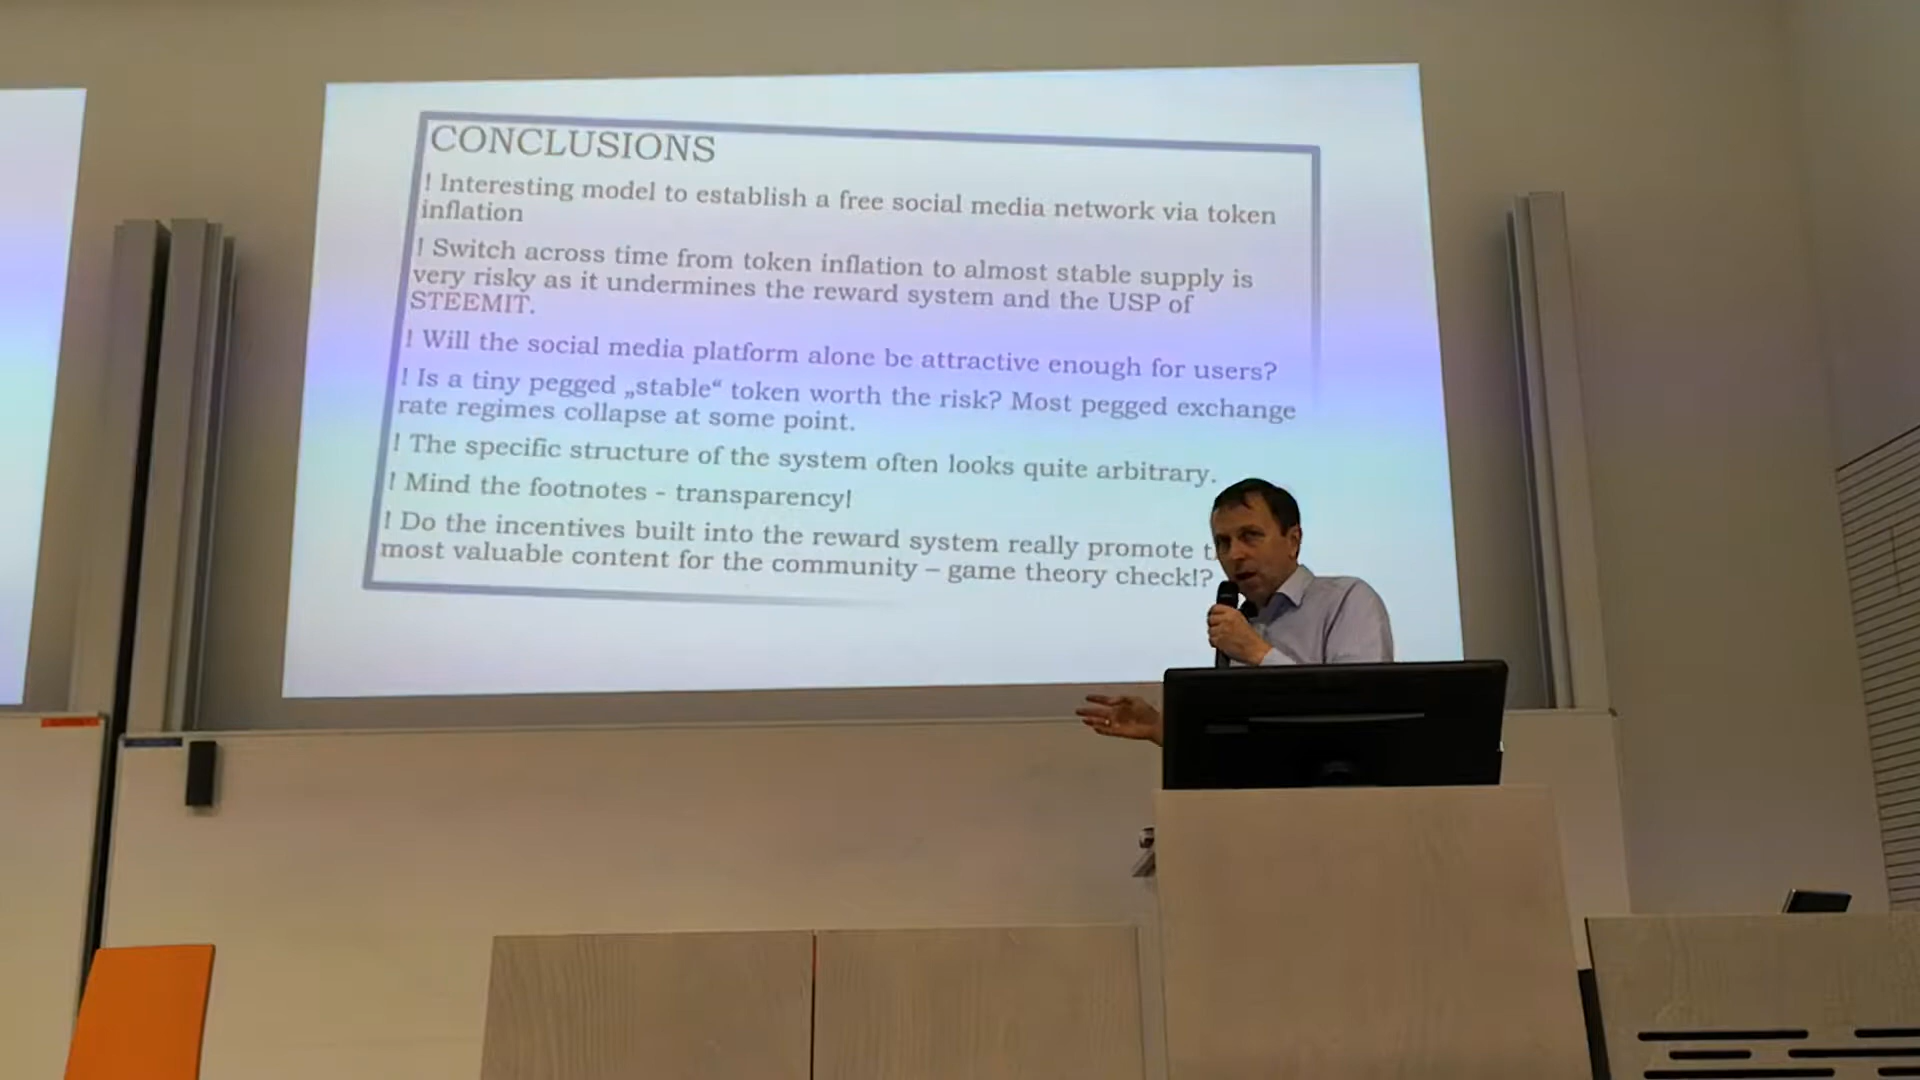 CONCLUSIONS
! Interesting model to establish a free social media network via token
inflation
! Switch across time from token inflation to almost stable supply is
very risky as it undermines the reward system and the USP of
STEEMIT.
! Will the social media platform alone be attractive enough for users?
! Is a tiny pegged „stable“ token worth the risk? Most pegged exchange
rate regimes collapse at some point.
! The specific structure of the system often looks quite arbitrary.
! Mind the footnotes - transparency!
! Do the incentives built into the reward system really promote
most valuable content for the community – game theory check!?